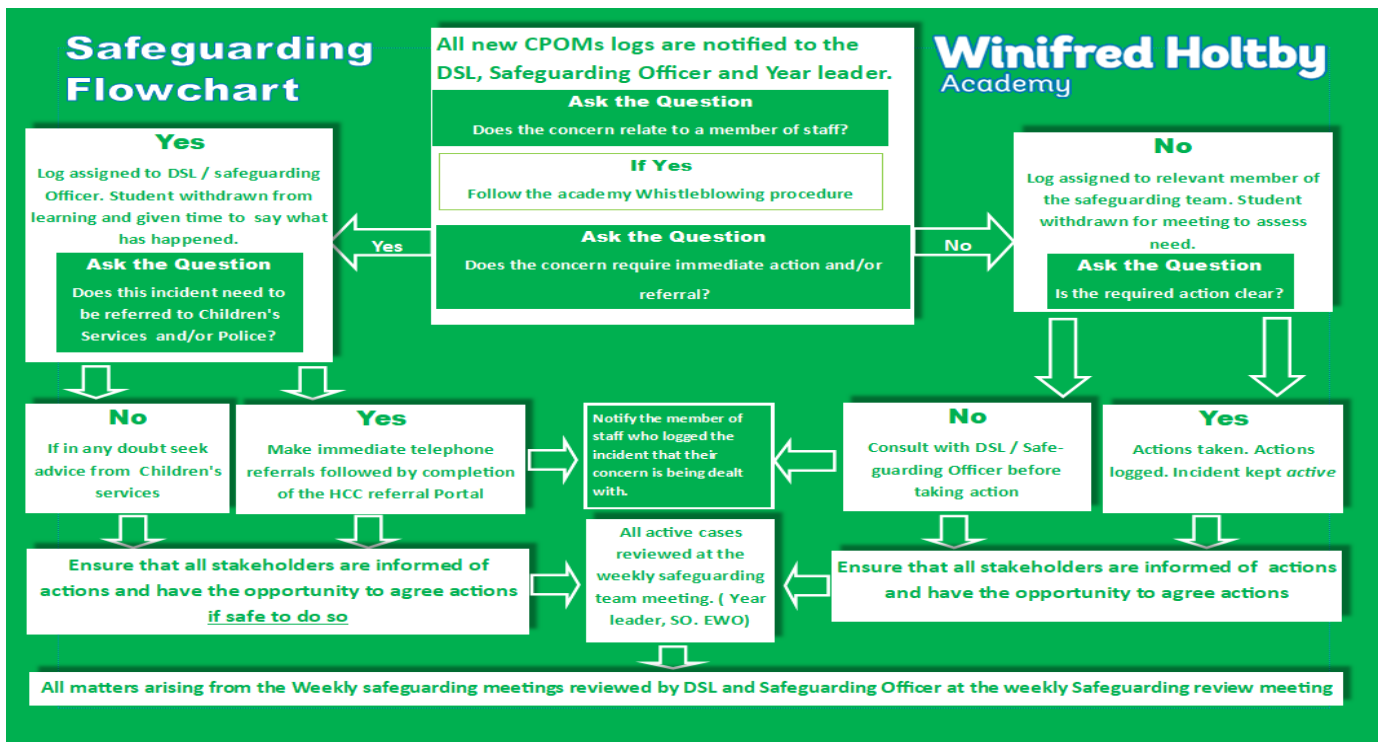 Safeguarding
Flowchart
All new CPOMs logs are notified to the
DSL, Safeguarding Officer and Year leader.
Ask the Question
Does the concern relate to a member of staff?
If Yes
Follow the academy Whistleblowing procedure
Ask the Question
Does the concern require immediate action and/or
referral?
Winifred Holtby
Academy
Yes
Log assigned to DSL / safeguarding
Officer. Student withdrawn from
learning and given time to say what
has happened.
Ask the Question
Does this incident need to
be referred to Children's
Services and/or Police?
Yes
No
No
Log assigned to relevant member of
the safeguarding team. Student
withdrawn for meeting to assess
need.
Ask the Question
Is the required action clear?
No
If in any doubt seek
advice from Children's
services
Yes
Make immediate telephone
referrals followed by completion
of the HCC referral Portal
Notify the member of
staff who logged the
incident that their
concern is being dealt
with.
No
Consult with DSL / Safe-
guarding Officer before
taking action
Yes
Actions taken. Actions
logged. Incident kept active
Ensure that all stakeholders are informed of
actions and have the opportunity to agree actions
if safe to do so
All active cases
reviewed at the
weekly safeguarding
team meeting. ( Year
leader, SO. EWO)
Ensure that all stakeholders are informed of actions
and have the opportunity to agree actions
All matters arising from the Weekly safeguarding meetings reviewed by DSL and Safeguarding Officer at the weekly Safeguarding review meeting